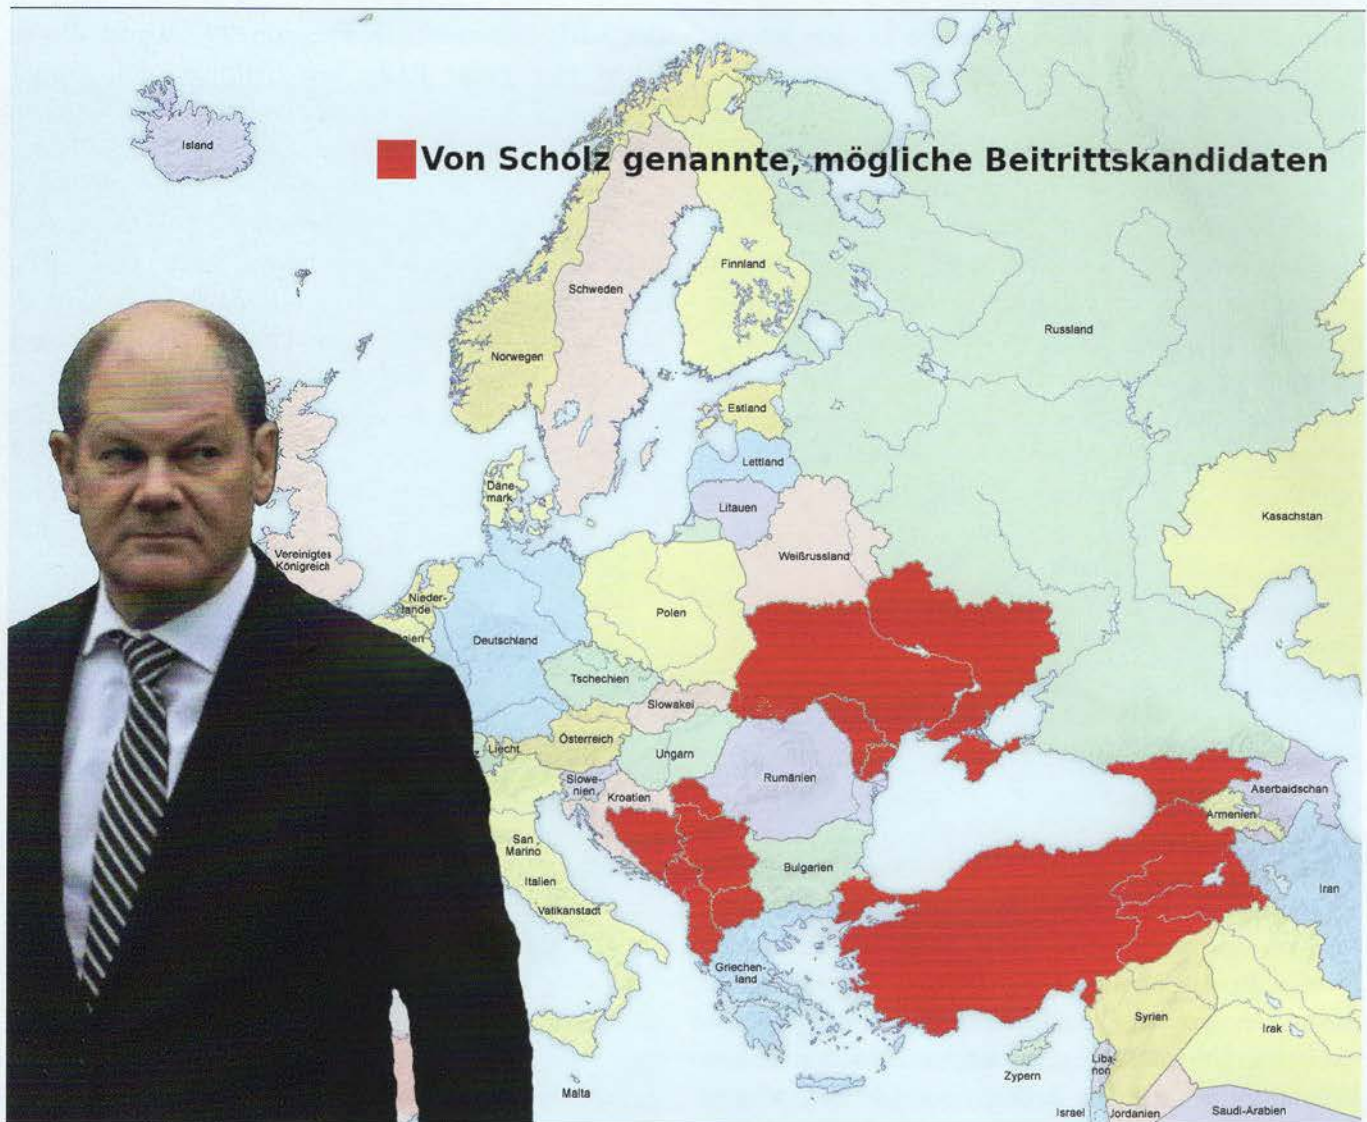 Island
Von Scholz genannte, mögliche Beitrittskandidaten
Finnland
Schweden
Russland
Norwegen
Estland
Lettland
Däne-
mark
Litauen
Kasachstan
Vereinigtes
Königreich
Weißrussland
Nieder-
lande
Polen
gien
Deutschland
Tschechien
Slowakei
Österreich
Liecht.
Ungarn
Slowe-
nien
Rumänien
Kroatien
Aserbaidschan
Armenien
San
Marino
Bulgarien
Italien
Iran
Vatikanstadt
Griechen-
land
Syrien
Irak
Liba-
non
Zypern
Malta
Israel
Jordanien
Saudi-Arabien